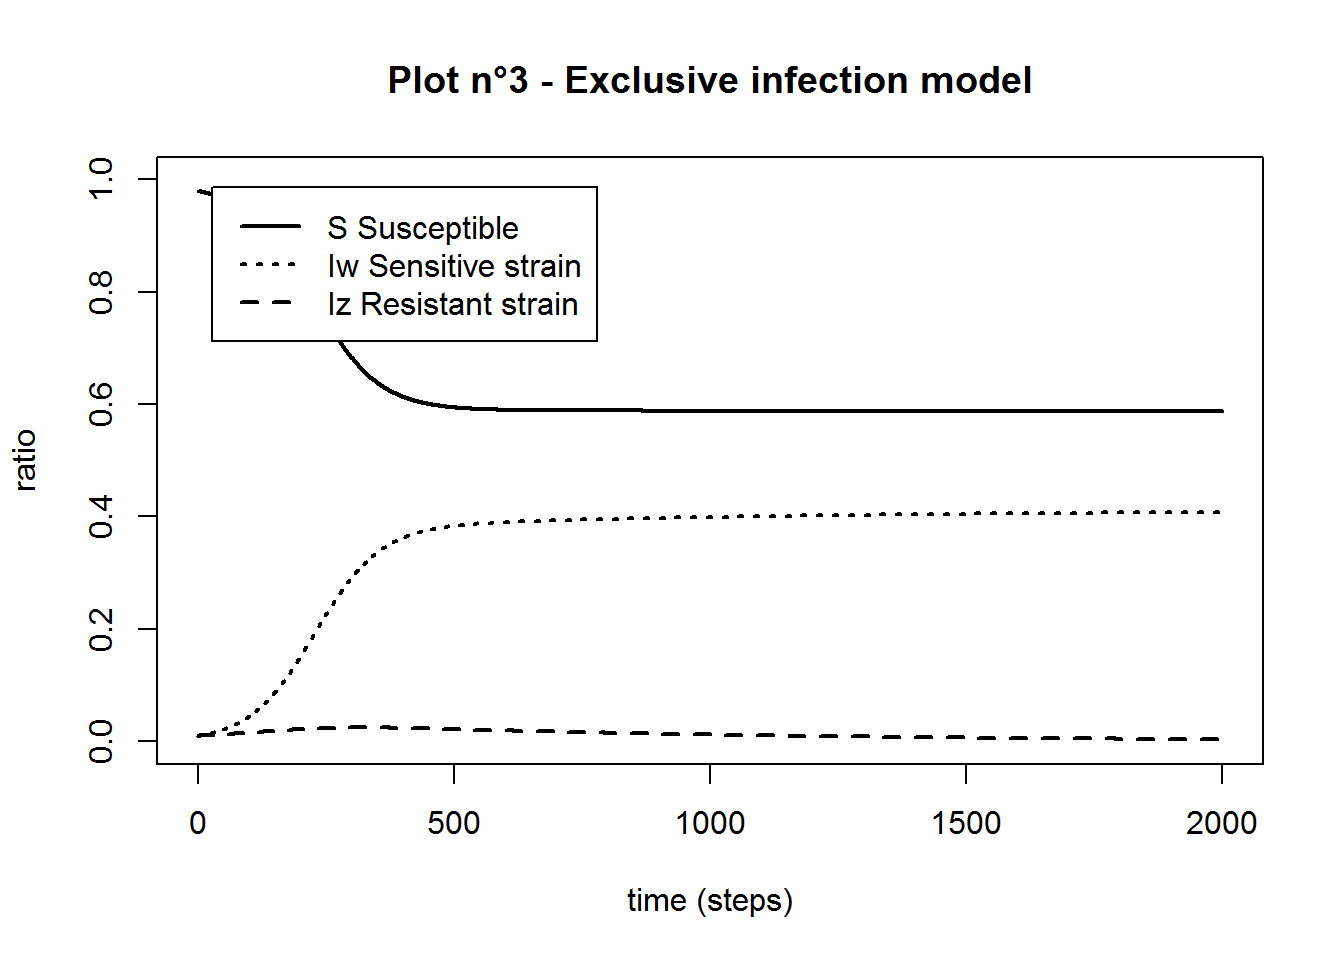 Plot n°3 - Exclusive infection model
S Susceptible
Iw Sensitive strain
Iz Resistant strain
ratio
1.0
0.8
0.6
0.4
0.2
0.0
0 500 1000 1500 2000
time (steps)